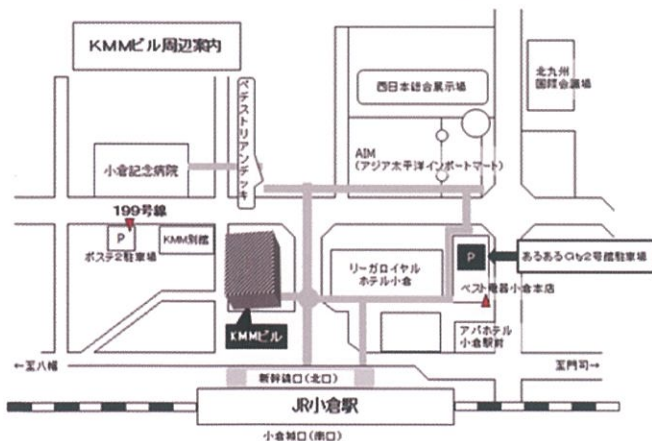 KMMビル周辺案内
ペデストリアンデッキ
西日本総合展示場
北九州
国際会議場
AIM
(アジア太平洋インポートマート)
小倉記念病院
199号線
P
ポステ2駐車場
KMM別館
リーガロイヤル
ホテル小倉
P
あるあるCity2号館駐車場
ベスト電器小倉本店
アパホテル
小倉駅前
KMMビル
←至八幡
新幹線口(北口)
至門司→
JR小倉駅
小倉城口(南口)